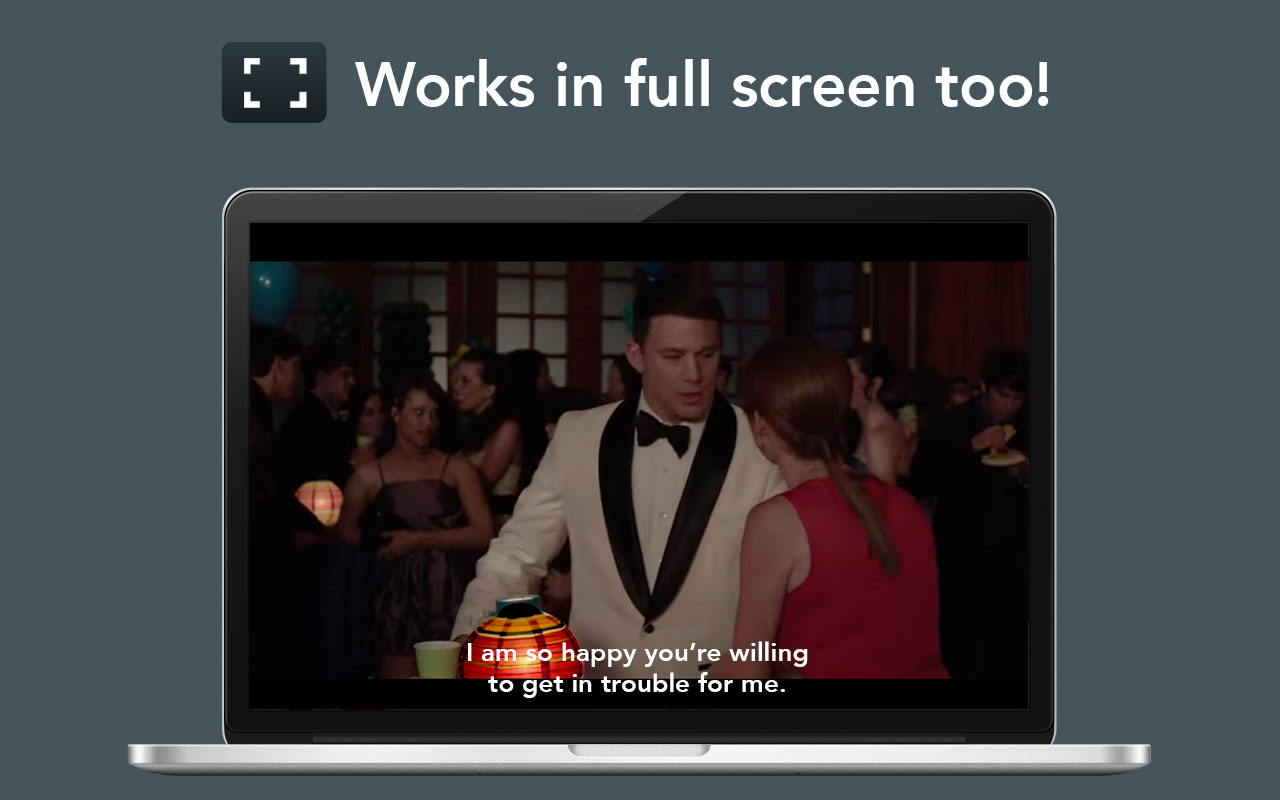 Works in full screen too!
I am so happy you’re willing
to get in trouble for me.